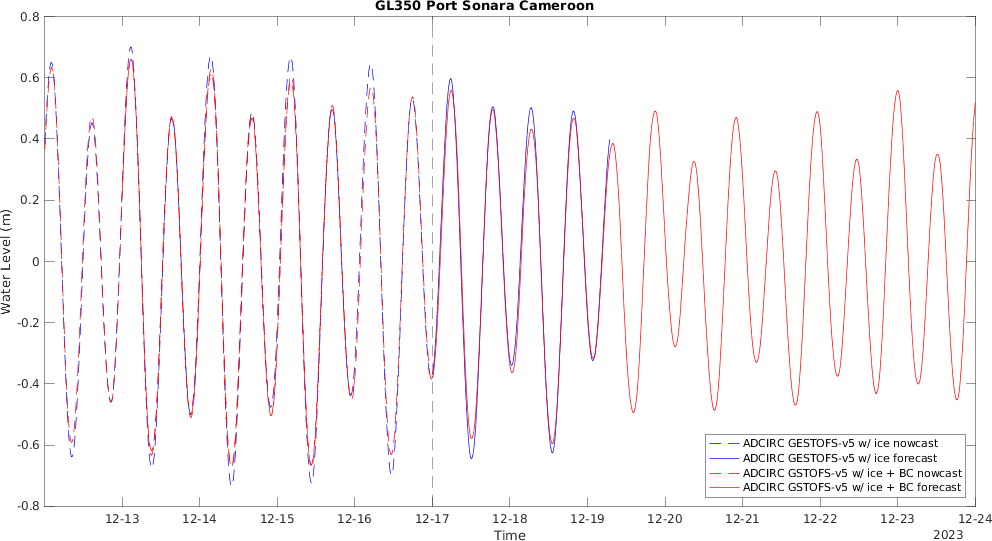 GL350 Port Sonara Cameroon
0.8
0.6
0.4
0.2
0
-0.2
-0.4
-0.6
-0.8
Water Level (m)
ADCIRC GESTOFS-v5 w/ ice nowcast
ADCIRC GESTOFS-v5 w/ ice forecast
ADCIRC GSTOFS-v5 w/ ice + BC nowcast
ADCIRC GSTOFS-v5 w/ ice + BC forecast
12-13 12-14 12-15 12-16 12-17 12-18 12-19 12-20 12-21 12-22 12-23 12-24
Time
2023